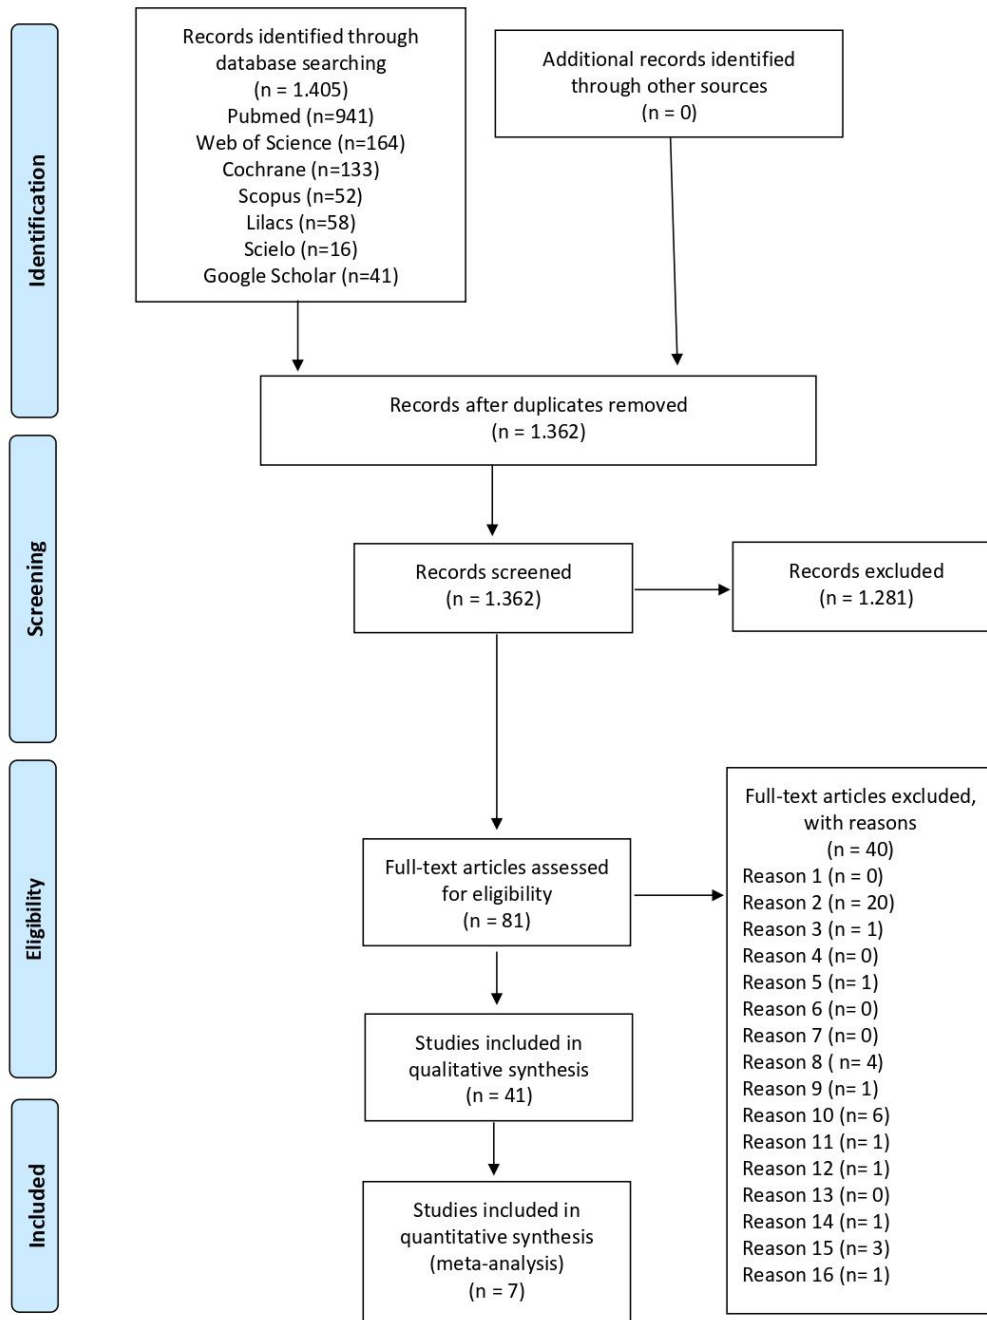 Identification
Records identified through
database searching
(n = 1.405)
Pubmed (n=941)
Web of Science (n=164)
Cochrane (n=133)
Scopus (n=52)
Lilacs (n=58)
Scielo (n=16)
Google Scholar (n=41)
Additional records identified
through other sources
(n = 0)
Records after duplicates removed
(n = 1.362)
Screening
Records screened
(n = 1.362)
Records excluded
(n = 1.281)
Eligibility
Full-text articles assessed
for eligibility
(n = 81)
Full-text articles excluded,
with reasons
(n = 40)
Reason 1 (n = 0)
Reason 2 (n = 20)
Reason 3 (n = 1)
Reason 4 (n= 0)
Reason 5 (n= 1)
Reason 6 (n= 0)
Reason 7 (n= 0)
Reason 8 ( n= 4)
Reason 9 (n= 1)
Reason 10 (n= 6)
Reason 11 (n= 1)
Reason 12 (n= 1)
Reason 13 (n= 0)
Reason 14 (n= 1)
Reason 15 (n= 3)
Reason 16 (n= 1)
Studies included in
qualitative synthesis
(n = 41)
Included
Studies included in
quantitative synthesis
(meta-analysis)
(n = 7)